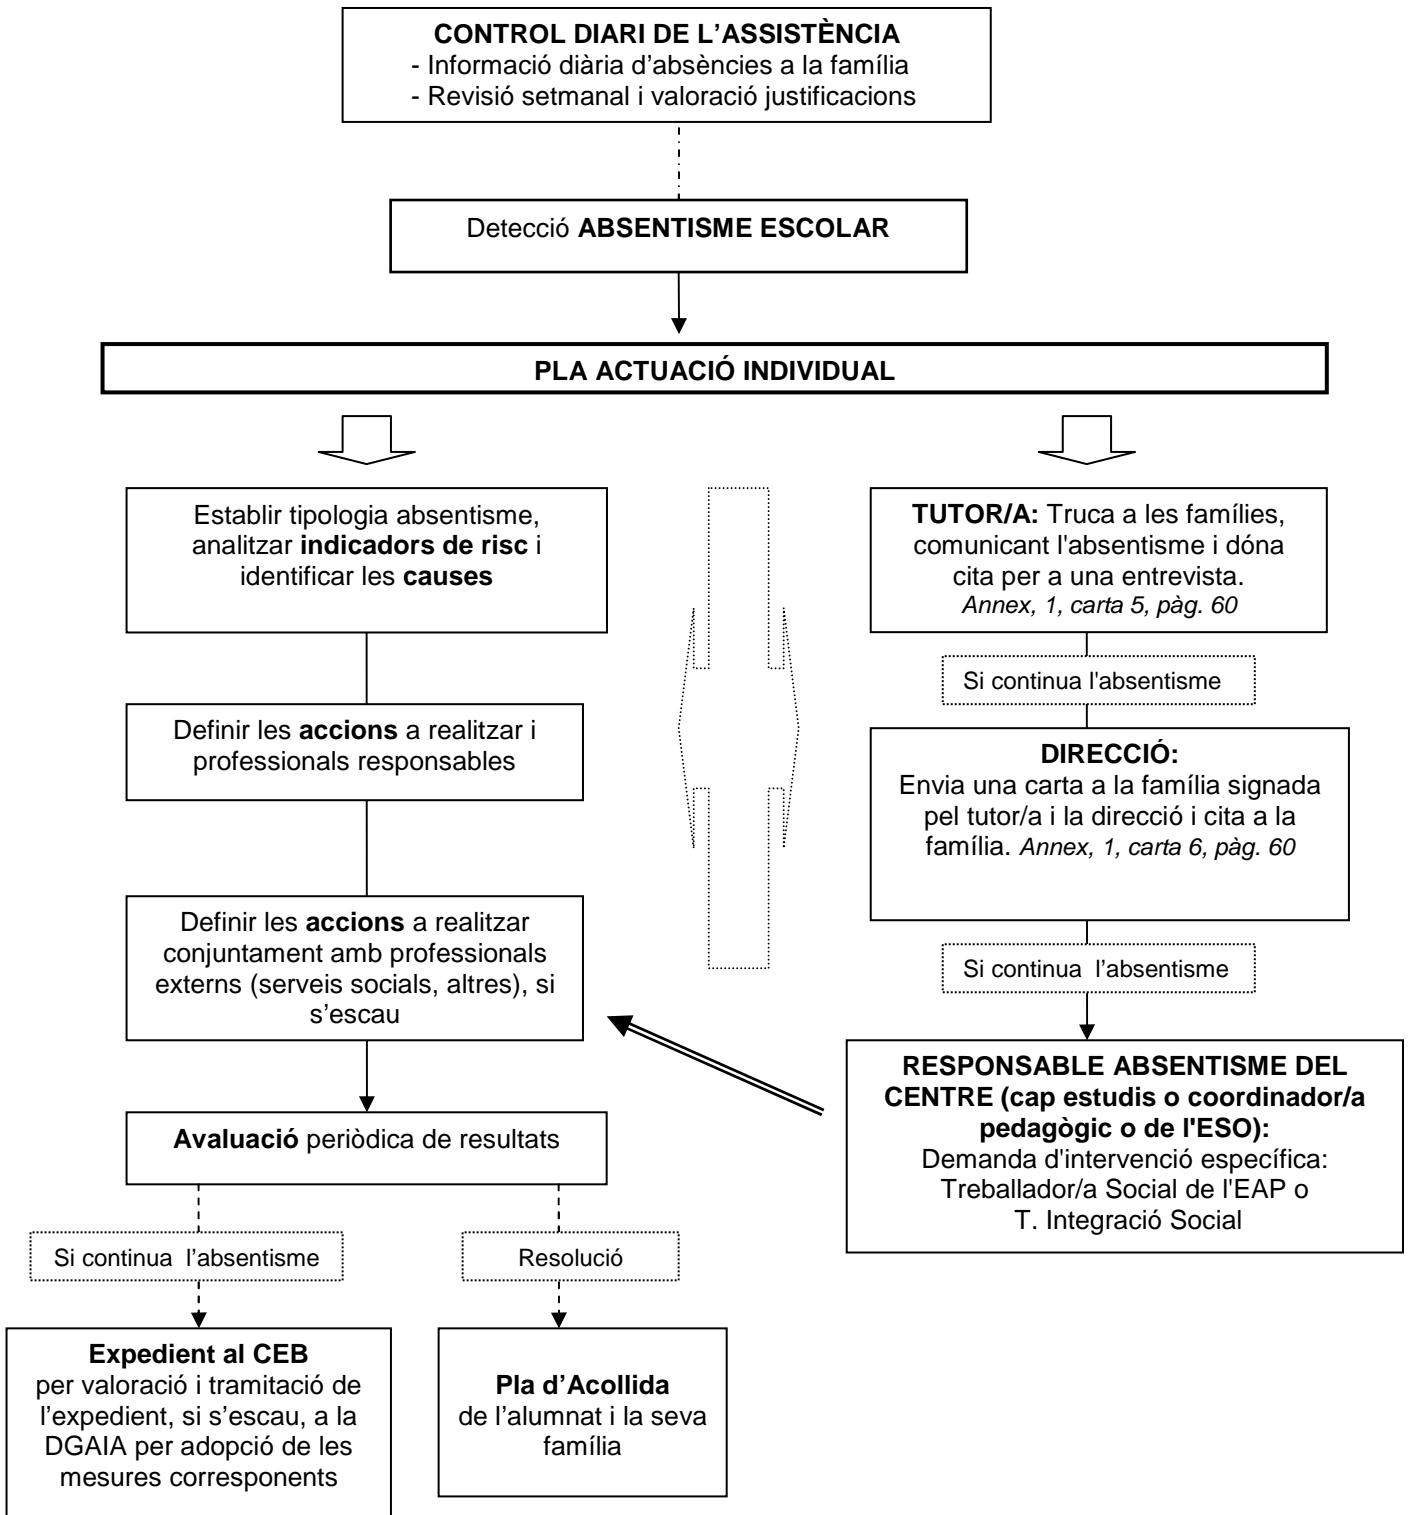 CONTROL DIARI DE L’ASSISTÈNCIA
- Informació diària d’absències a la família
- Revisió setmanal i valoració justificacions
Detecció ABSENTISME ESCOLAR
PLA ACTUACIÓ INDIVIDUAL
Establir tipologia absentisme,
analitzar indicadors de risc i
identificar les causes
Definir les accions a realitzar i
professionals responsables
Definir les accions a realitzar
conjuntament amb professionals
externs (serveis socials, altres), si
s’escau
Avaluació periòdica de resultats
Si continua l’absentisme
Resolució
Expedient al CEB
per valoració i tramitació de
l’expedient, si s’escau, a la
DGAIA per adopció de les
mesures corresponents
Pla d’Acollida
de l’alumnat i la seva
família
TUTOR/A: Truca a les famílies,
comunicant l'absentisme i dóna
cita per a una entrevista.
Annex, 1, carta 5, pàg. 60
Si continua l'absentisme
DIRECCIÓ:
Envia una carta a la família signada
pel tutor/a i la direcció i cita a la
família. Annex, 1, carta 6, pàg. 60
Si continua l’absentisme
RESPONSABLE ABSENTISME DEL
CENTRE (cap estudis o coordinador/a
pedagògic o de l'ESO):
Demanda d'intervenció específica:
Treballador/a Social de l'EAP o
T. Integració Social